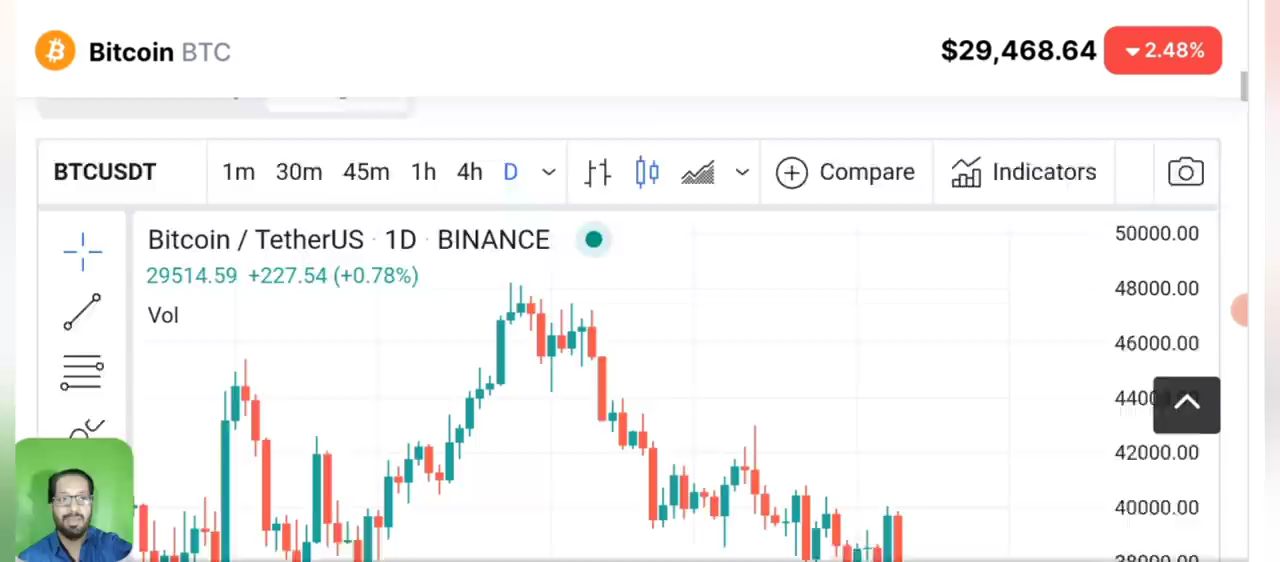 Bitcoin BTC
$29,468.64 2.48%
BTCUSDT 1m 30m 45m 1h 4h D Compare Indicators
Bitcoin / TetherUS · 1D · BINANCE
29514.59 +227.54 (+0.78%)
Vol
50000.00
48000.00
46000.00
42000.00
40000.00